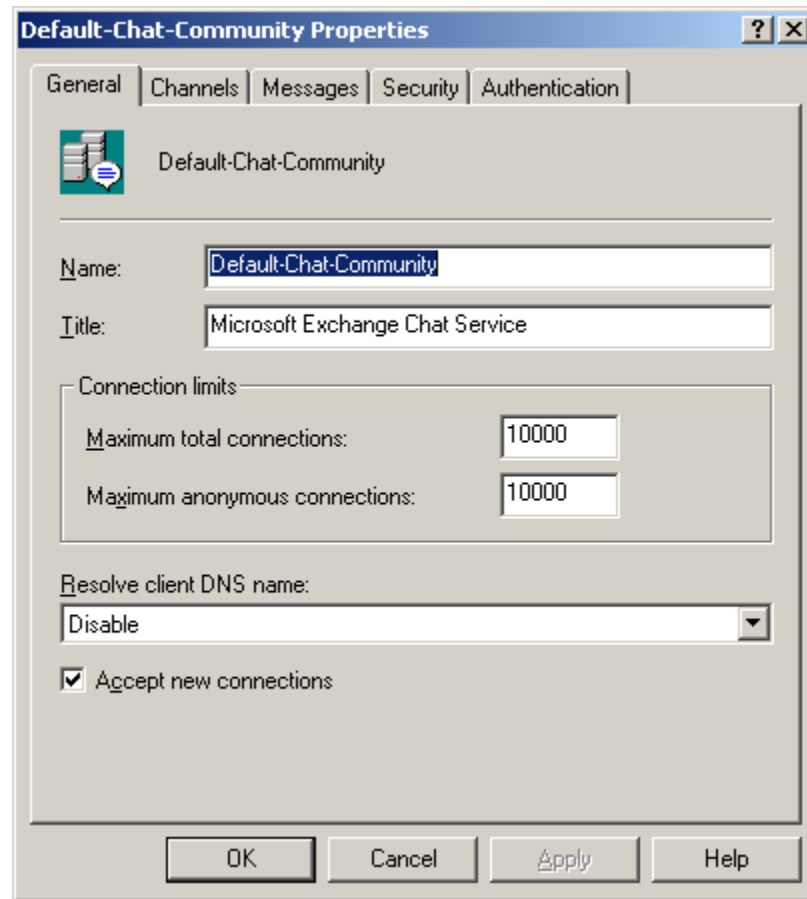 Default-Chat-Community Properties
General Channels Messages Security Authentication
Default-Chat-Community
Name: Default-Chat-Community
Title: Microsoft Exchange Chat Service
Connection limits
Maximum total connections: 10000
Maximum anonymous connections: 10000
Resolve client DNS name:
Disable
Accept new connections
OK Cancel Apply Help